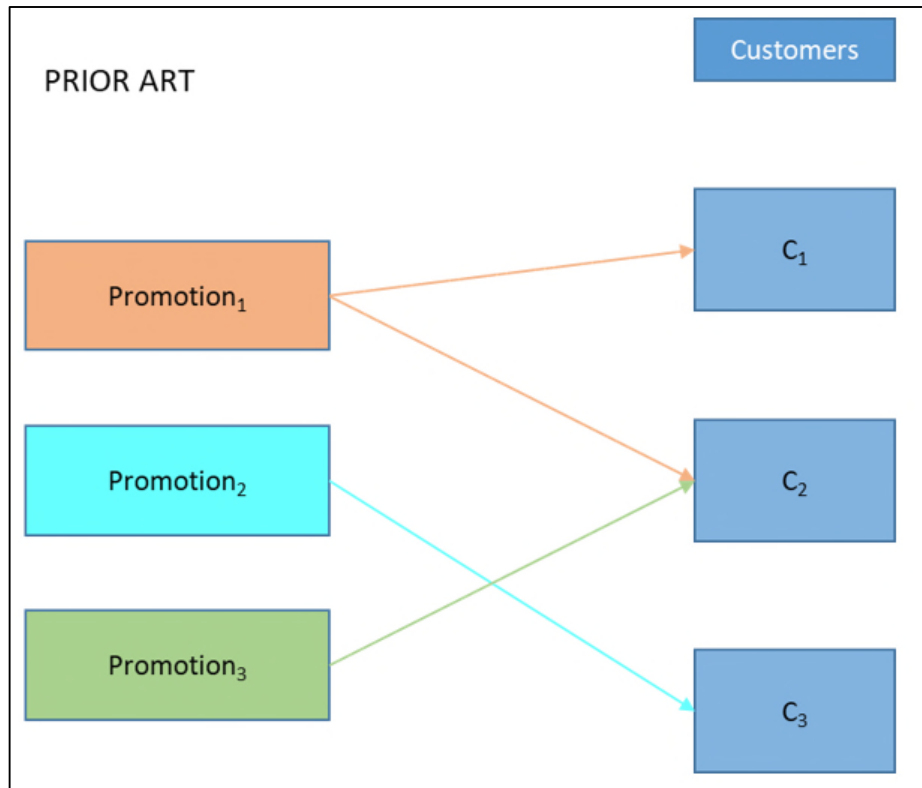 Customers
PRIOR ART
C₁
Promotion₁
C₂
Promotion₂
Promotion₃
C₃